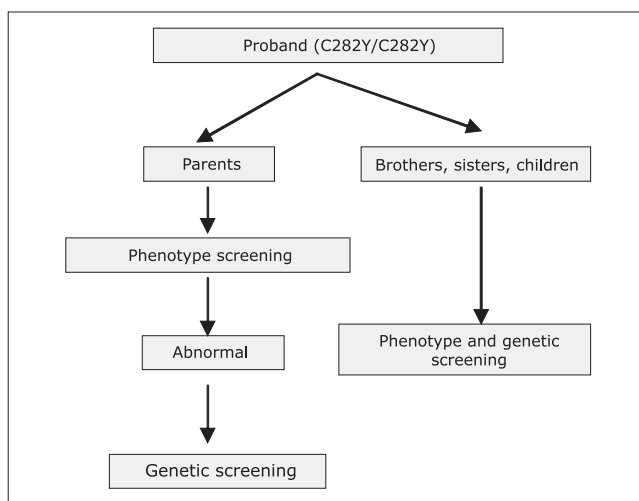 Proband (C282Y/C282Y)
Parents
Brothers, sisters, children
Phenotype screening
Abnormal
Phenotype and genetic
screening
Genetic screening